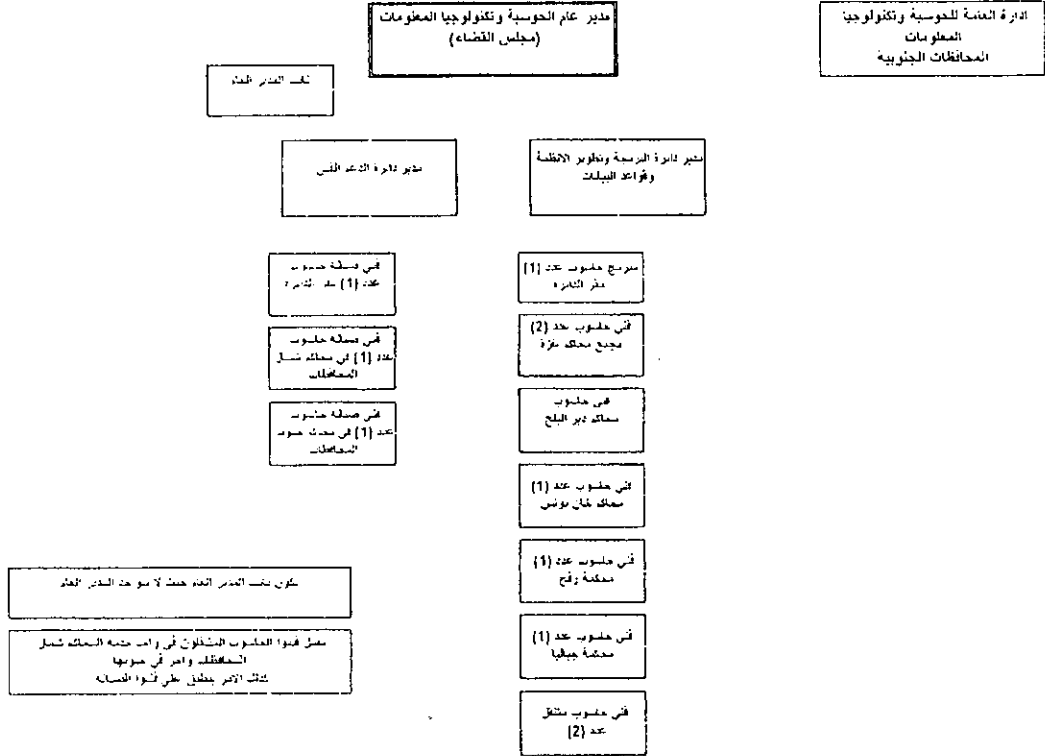 ادارة العامة للحوسبة وتكنولوجيا
المعلومات
المحافظات الجنوبية
مدير عام الحوسبة وتكنولوجيا المعلومات
(مجلس القضاء)
نائب المدير العام
مدير دائرة البرمجة وتطوير الانظمة
وقواعد البيانات
مدير دائرة الدعم الفني
مبرمج حاسوب عدد (1)
مقر الدائرة
فني حاسوب عدد (2)
مجمع محاكم غزة
فني حاسوب
محاكم دير البلح
فني حاسوب عدد (1)
محاكم خان يونس
فني حاسوب عدد (1)
محكمة رفح
فني حاسوب عدد (1)
محكمة جباليا
فني حاسوب متنقل
عدد (2)
فني صيانة حاسوب
عدد (1) مقر الدائرة
فني صيانة حاسوب
عدد (1) في محاكم شمال
المحافظات
فني صيانة حاسوب
عدد (1) في محاكم جنوب
المحافظات
يكون نائب المدير العام حيث لا يتواجد المدير العام
يعمل فنيوا الحاسوب المتنقلون في واحد خدمة المحاكم شمال
المحافظات واخر في جنوبها
كذلك الامر ينطبق على فنيوا الصيانة